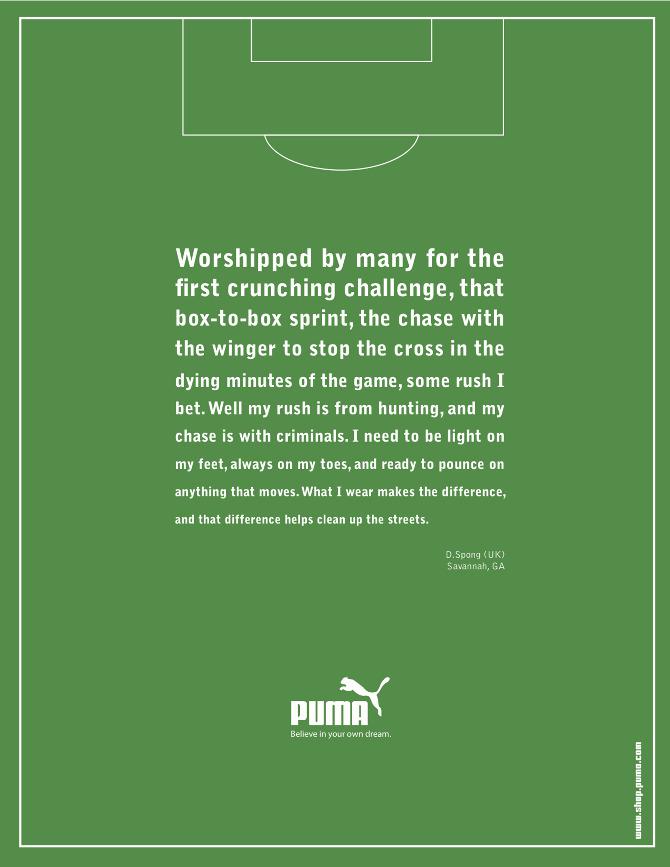 Worshipped by many for the
first crunching challenge, that
box-to-box sprint, the chase with
the winger to stop the cross in the
dying minutes of the game, some rush I
bet. Well my rush is from hunting, and my
chase is with criminals. I need to be light on
my feet, always on my toes, and ready to pounce on
anything that moves. What I wear makes the difference,
and that difference helps clean up the streets.
D.Spong (UK)
Savannah, GA
PUMA
Believe in your own dream.
www.shop.puma.com